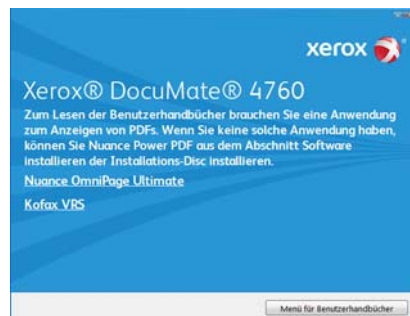 xerox
Xerox® DocuMate® 4760
Zum Lesen der Benutzerhandbücher brauchen Sie eine Anwendung
zum Anzeigen von PDFs. Wenn Sie keine solche Anwendung haben,
können Sie Nuance Power PDF aus dem Abschnitt Software
installieren der Installations-Disc installieren.
Nuance OmniPage Ultimate
Kofax VRS
Menü für Benutzerhandbücher